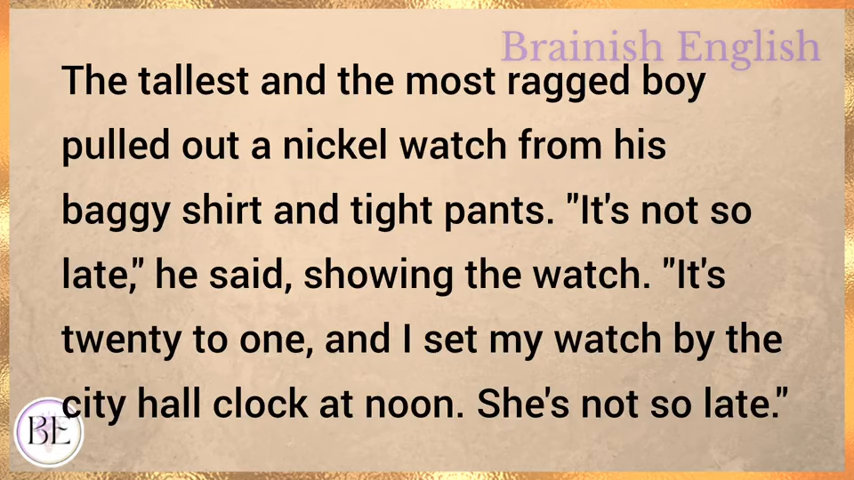 Brainish English
The tallest and the most ragged boy
pulled out a nickel watch from his
baggy shirt and tight pants. "It's not so
late," he said, showing the watch. "It's
twenty to one, and I set my watch by the
city hall clock at noon. She's not so late."
BE